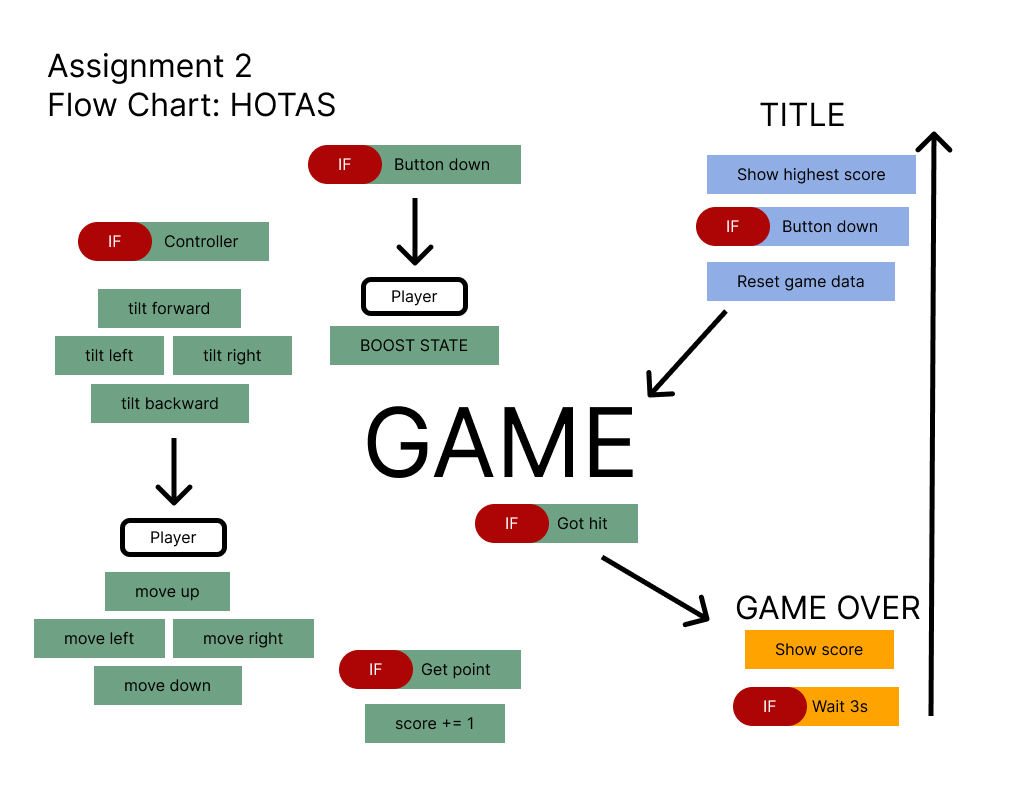 Assignment 2
Flow Chart: HOTAS
IF Button down
Player
BOOST STATE
IF Controller
tilt forward
tilt left tilt right
tilt backward
Player
move up
move left move right
move down
TITLE
Show highest score
IF Button down
Reset game data
GAME
IF Got hit
IF Get point
score += 1
GAME OVER
Show score
IF Wait 3s